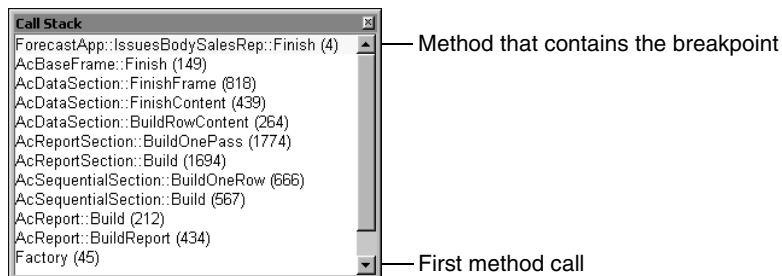 Call Stack
ForecastApp::IssuesBodySalesRep::Finish (4)
Method that contains the breakpoint
AcBaseFrame::Finish (149)
AcDataSection::FinishFrame (818)
AcDataSection::FinishContent (439)
AcDataSection::BuildRowContent (264)
AcReportSection::BuildOnePass (1774)
AcReportSection::Build (1694)
AcSequentialSection::BuildOneRow (666)
AcSequentialSection::Build (567)
AcReport::Build (212)
AcReport::BuildReport (434)
Factory (45)
First method call